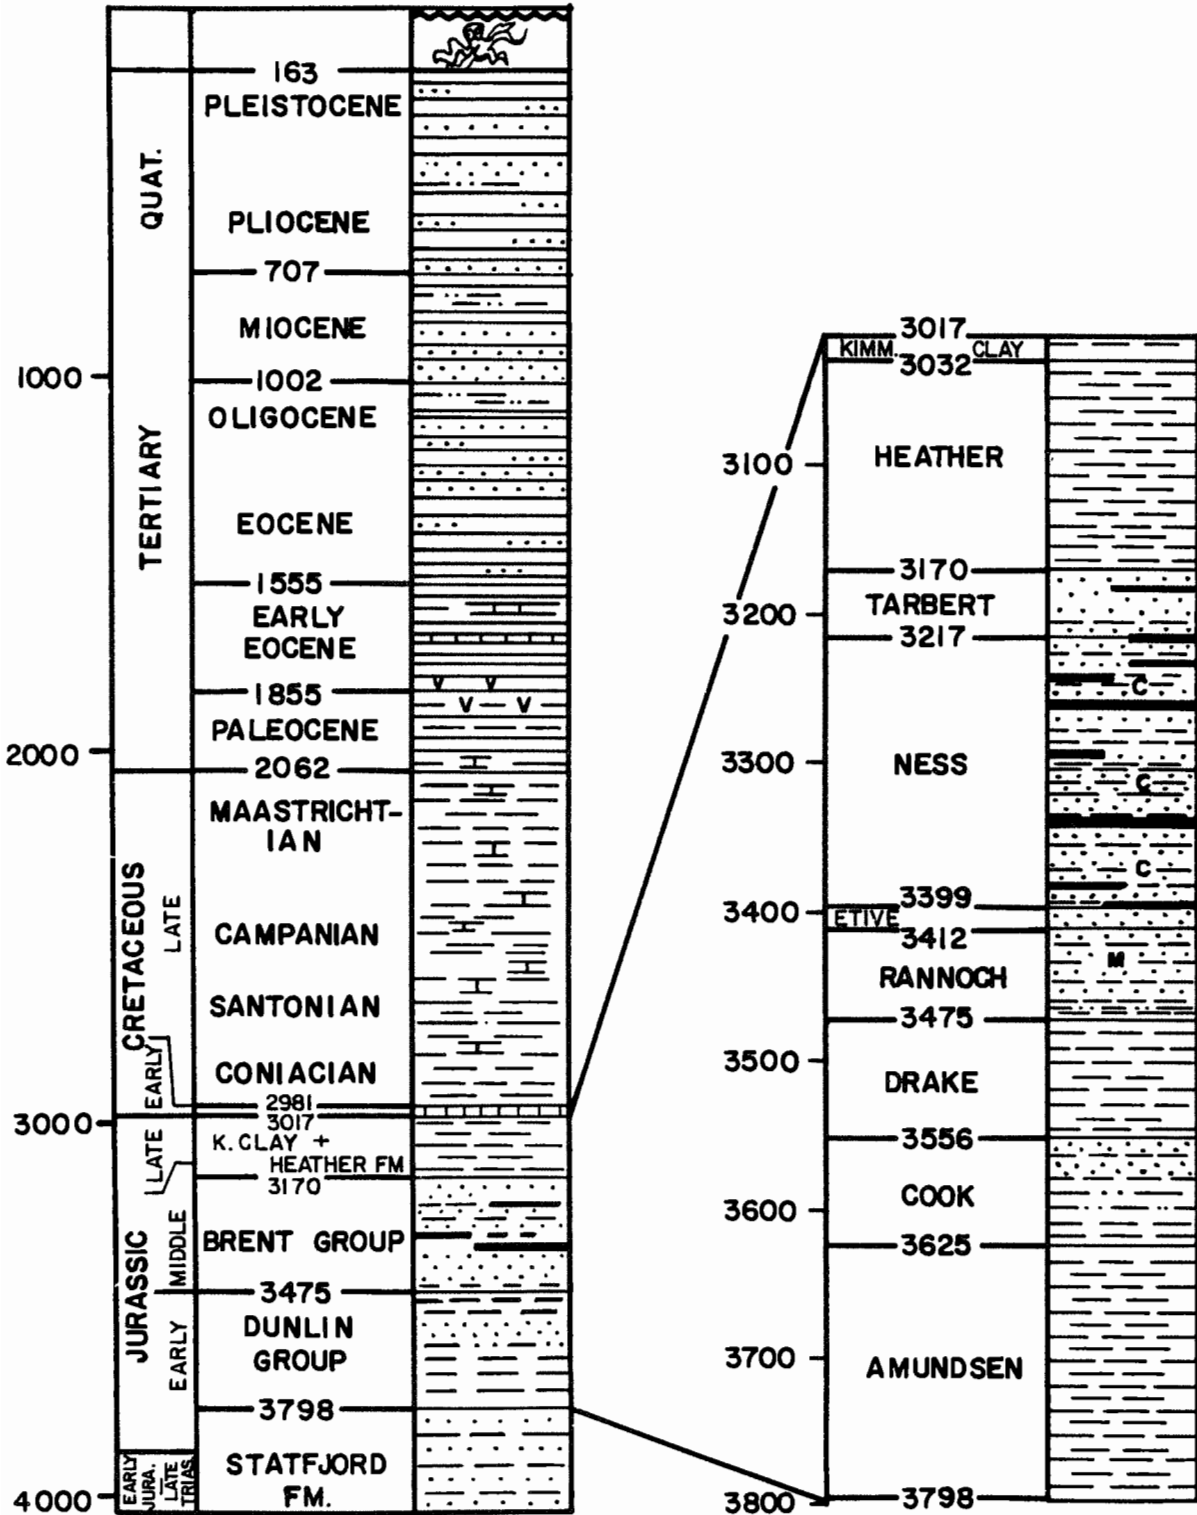 163
PLEISTOCENE
QUAT.
PLIOCENE
707
MIOCENE
1000
1002
OLIGOCENE
TERTIARY
EOCENE
1555
EARLY
EOCENE
1855
V V
V V
PALEOCENE
2000
2062
MAASTRICHT-
IAN
CRETACEOUS
LATE
CAMPANIAN
SANTONIAN
CONIACIAN
EARLY
2981
3000
3017
LATE
K. CLAY +
HEATHER FM
3170
JURASSIC
MIDDLE
BRENT GROUP
3475
EARLY
DUNLIN
GROUP
3798
EARLY
JURA.
LATE
TRIAS
STATFJORD
FM.
4000
3017
KIMM. CLAY
3032
3100
HEATHER
3170
TARBERT
3200
3217
C
NESS
3300
C
C
3399
3400
ETIVE
3412
M
RANNOCH
3475
3500
DRAKE
3556
COOK
3600
3625
3700
AMUNDSEN
3798
3800